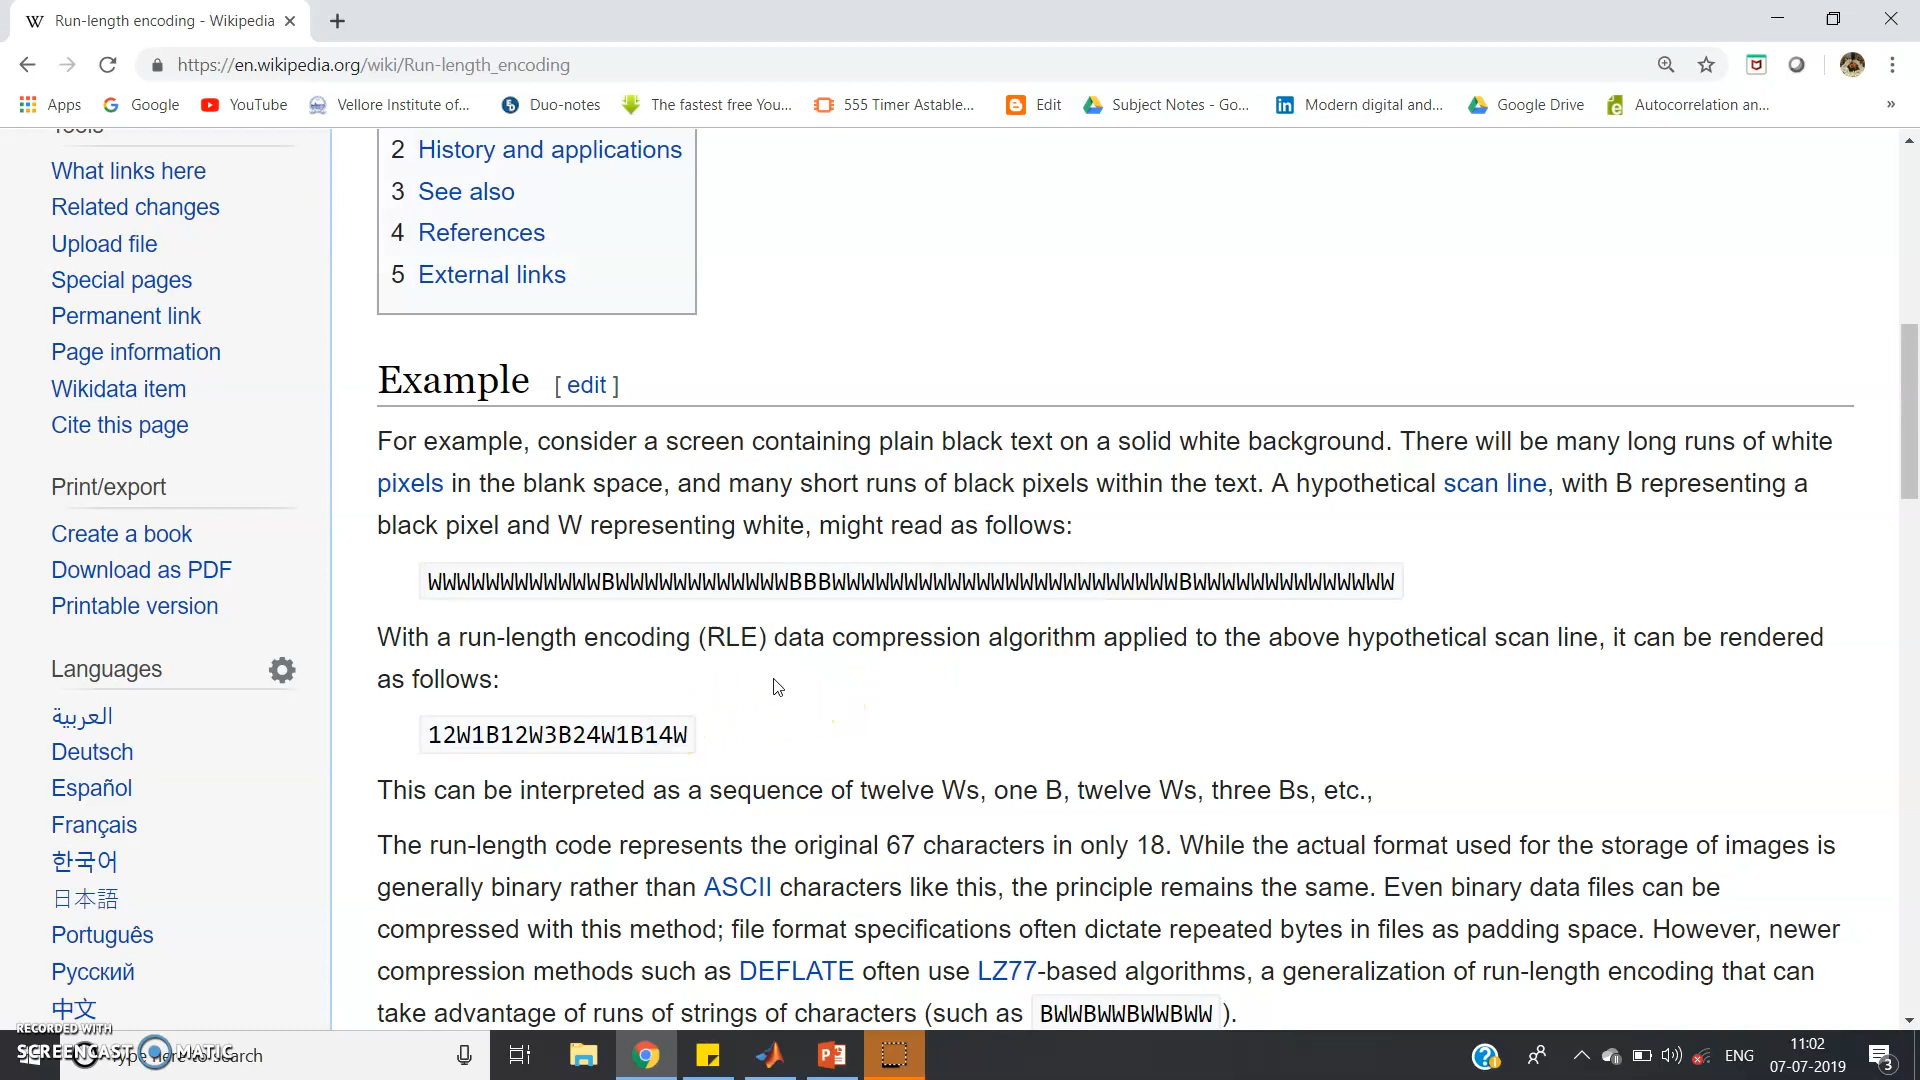 Run-length encoding - Wikipedia
https://en.wikipedia.org/wiki/Run-length_encoding
Apps Google YouTube Vellore Institute of... Duo-notes The fastest free You... 555 Timer Astable... Edit Subject Notes - Go... Modern digital and... Google Drive Autocorrelation an... »
Tools
What links here
Related changes
Upload file
Special pages
Permanent link
Page information
Wikidata item
Cite this page
Print/export
Create a book
Download as PDF
Printable version
Languages
العربية
Deutsch
Español
Français
한국어
日本語
Português
Русский
中文
2 History and applications
3 See also
4 References
5 External links
Example [ edit ]
For example, consider a screen containing plain black text on a solid white background. There will be many long runs of white
pixels in the blank space, and many short runs of black pixels within the text. A hypothetical scan line, with B representing a
black pixel and W representing white, might read as follows:
WWWWWWWWWWWWBWWWWWWWWWWWWBBBWWWWWWWWWWWWWWWWWWWWWWWWBWWWWWWWWWWWWWW
With a run-length encoding (RLE) data compression algorithm applied to the above hypothetical scan line, it can be rendered
as follows:
12W1B12W3B24W1B14W
This can be interpreted as a sequence of twelve Ws, one B, twelve Ws, three Bs, etc.,
The run-length code represents the original 67 characters in only 18. While the actual format used for the storage of images is
generally binary rather than ASCII characters like this, the principle remains the same. Even binary data files can be
compressed with this method; file format specifications often dictate repeated bytes in files as padding space. However, newer
compression methods such as DEFLATE often use LZ77-based algorithms, a generalization of run-length encoding that can
take advantage of runs of strings of characters (such as BWWBWWBWWBWW ).
RECORDED WITH
SCREENCAST MATIC
Type here to search
ENG
11:02
07-07-2019
3